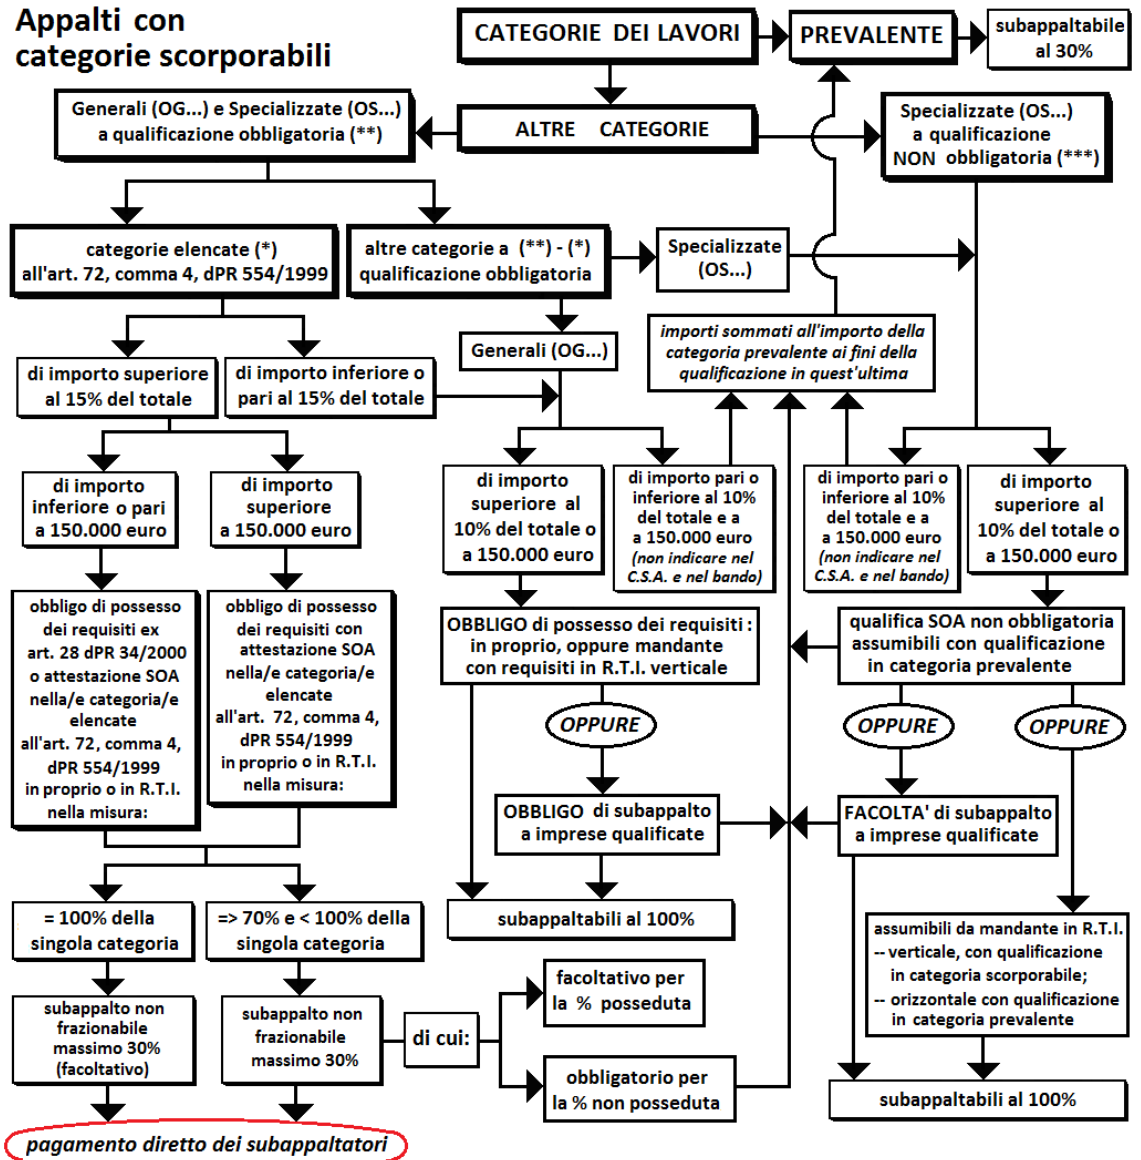 Appalti con
categorie scorporabili
CATEGORIE DEI LAVORI
PREVALENTE
subappaltabile
al 30%
Generali (OG...) e Specializzate (OS...)
a qualificazione obbligatoria (**)
ALTRE CATEGORIE
Specializzate (OS...)
a qualificazione
NON obbligatoria (***)
categorie elencate (*)
all'art. 72, comma 4, dPR 554/1999
altre categorie a (**) - (*)
qualificazione obbligatoria
Specializzate
(OS...)
Generali (OG...)
importi sommati all'importo della
categoria prevalente ai fini della
qualificazione in quest'ultima
di importo superiore
al 15% del totale
di importo inferiore o
pari al 15% del totale
di importo
inferiore o pari
a 150.000 euro
di importo
superiore
a 150.000 euro
di importo
superiore al
10% del totale o
a 150.000 euro
di importo pari o
inferiore al 10%
del totale e a
a 150.000 euro
(non indicare nel
C.S.A. e nel bando)
di importo pari o
inferiore al 10%
del totale e a
a 150.000 euro
(non indicare nel
C.S.A. e nel bando)
di importo
superiore al
10% del totale o
a 150.000 euro
obbligo di possesso
dei requisiti ex
art. 28 dPR 34/2000
o attestazione SOA
nella/e categoria/e
elencate
all'art. 72, comma 4,
dPR 554/1999
in proprio o in R.T.I.
nella misura:
obbligo di possesso
dei requisiti con
attestazione SOA
nella/e categoria/e
elencate
all'art. 72, comma 4,
dPR 554/1999
in proprio o in R.T.I.
nella misura:
OBBLIGO di possesso dei requisiti :
in proprio, oppure mandante
con requisiti in R.T.I. verticale
qualifica SOA non obbligatoria
assumibili con qualificazione
in categoria prevalente
OPPURE
OPPURE
OPPURE
OBBLIGO di subappalto
a imprese qualificate
FACOLTA' di subappalto
a imprese qualificate
= 100% della
singola categoria
=> 70% e < 100% della
singola categoria
subappaltabili al 100%
assumibili da mandante in R.T.I.
-- verticale, con qualificazione
in categoria scorporabile;
-- orizzontale con qualificazione
in categoria prevalente
subappalto non
frazionabile
massimo 30%
(facoltativo)
subappalto non
frazionabile
massimo 30%
di cui:
facoltativo per
la % posseduta
obbligatorio per
la % non posseduta
subappaltabili al 100%
pagamento diretto dei subappaltatori